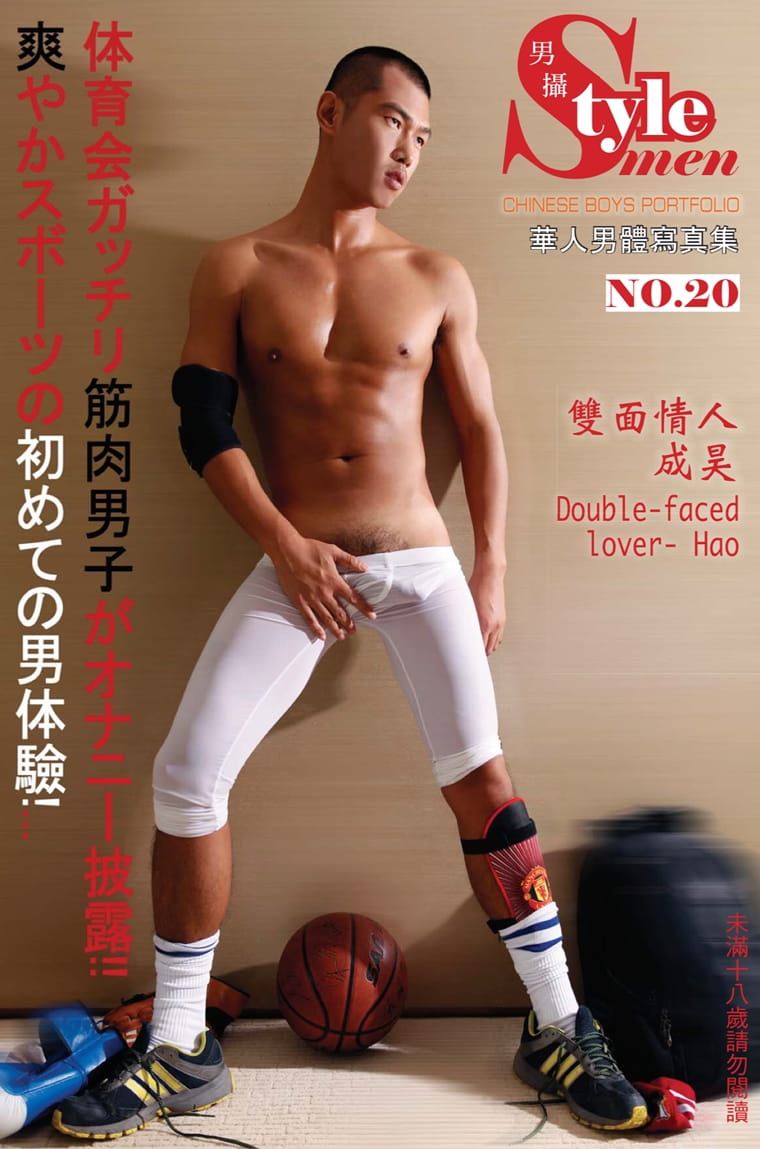 体育会ガッチリ筋肉男子がオナニー披露!!
爽やかスポーツの初めての男体驗!...
男攝
Style
men
CHINESE BOYS PORTFOLIO
華人男體寫真集
NO.20
雙面情人
成昊
Double-faced
lover- Hao
未滿十八歲請勿閱讀